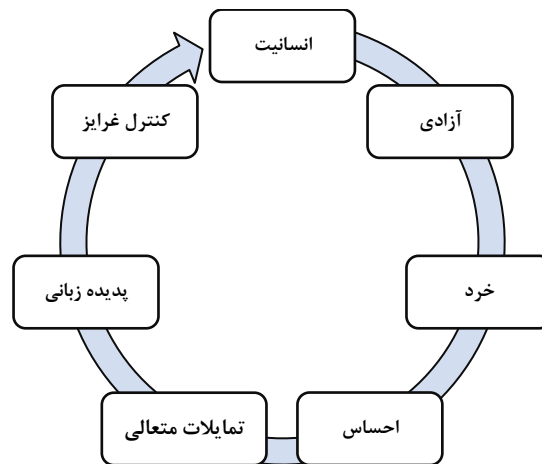 انسانیت
آزادی
خرد
احساس
تمایلات متعالی
پدیده زبانی
کنترل غرایز